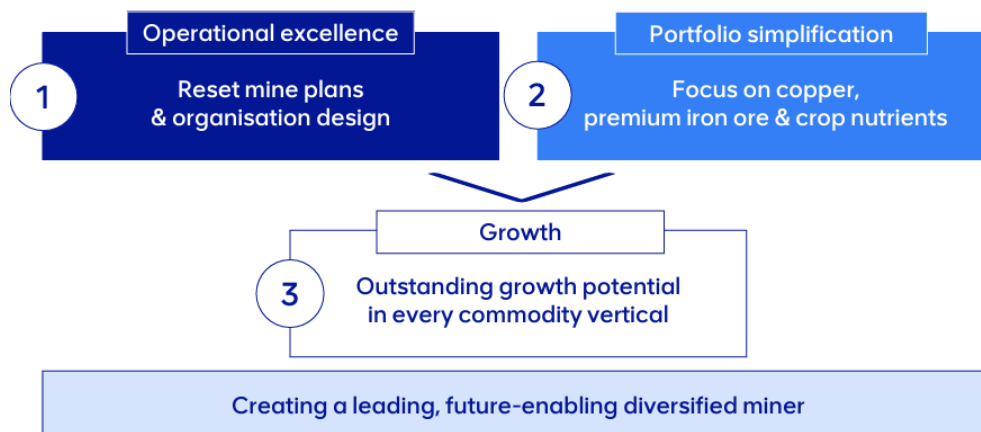 Operational excellence
1
Reset mine plans
& organisation design
Portfolio simplification
2
Focus on copper,
premium iron ore & crop nutrients
Growth
3
Outstanding growth potential
in every commodity vertical
Creating a leading, future-enabling diversified miner